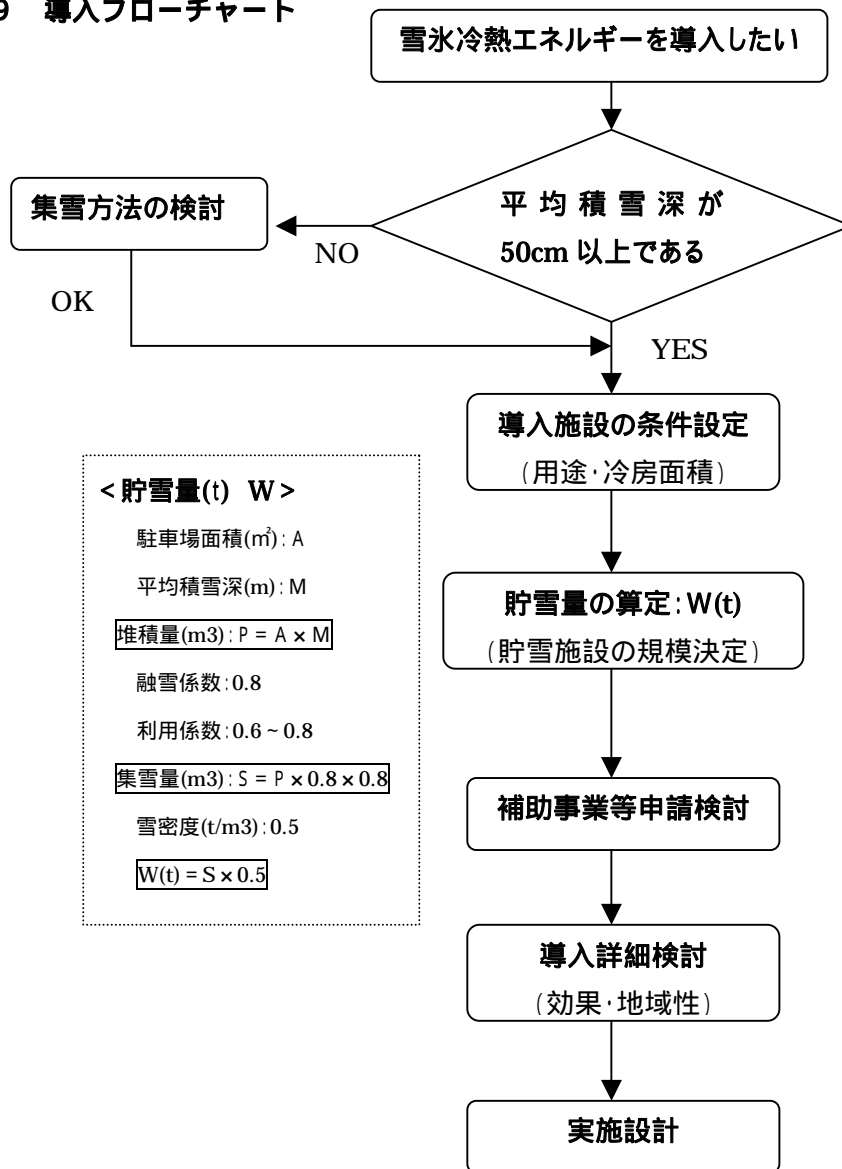 9 導入フローチャート
雪氷冷熱エネルギーを導入したい
平均積雪深が
50cm 以上である
集雪方法の検討
NO
OK
YES
導入施設の条件設定
(用途・冷房面積)
貯雪量の算定:W(t)
(貯雪施設の規模決定)
補助事業等申請検討
導入詳細検討
(効果・地域性)
実施設計
<貯雪量(t) W>
駐車場面積(㎡):A
平均積雪深(m):M
堆積量(m3):P = A × M
融雪係数:0.8
利用係数:0.6~0.8
集雪量(m3):S = P × 0.8 × 0.8
雪密度(t/m3):0.5
W(t) = S × 0.5